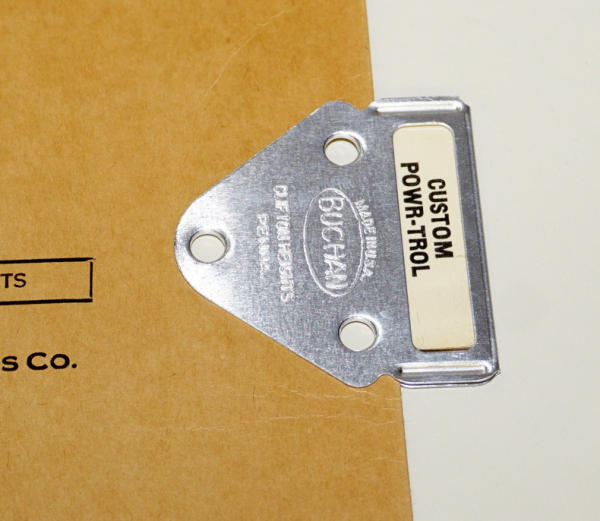 CUSTOM
POWR-TROL
MADE IN U.S.A.
BUCHAN
CLIFTON HEIGHTS
PENNA.
TS
s Co.